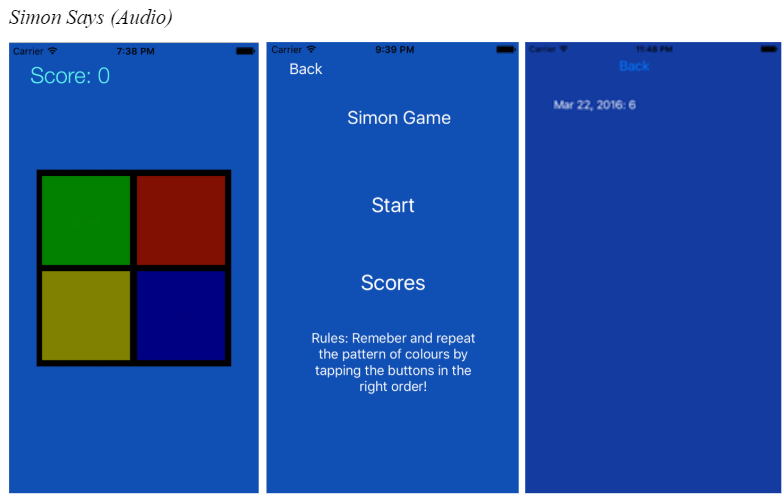 Simon Says (Audio)
Carrier 7:38 PM
Score: 0
Carrier 9:39 PM
Back
Simon Game
Start
Scores
Rules: Remeber and repeat
the pattern of colours by
tapping the buttons in the
right order!
Carrier 11:48 PM
Back
Mar 22, 2016: 6